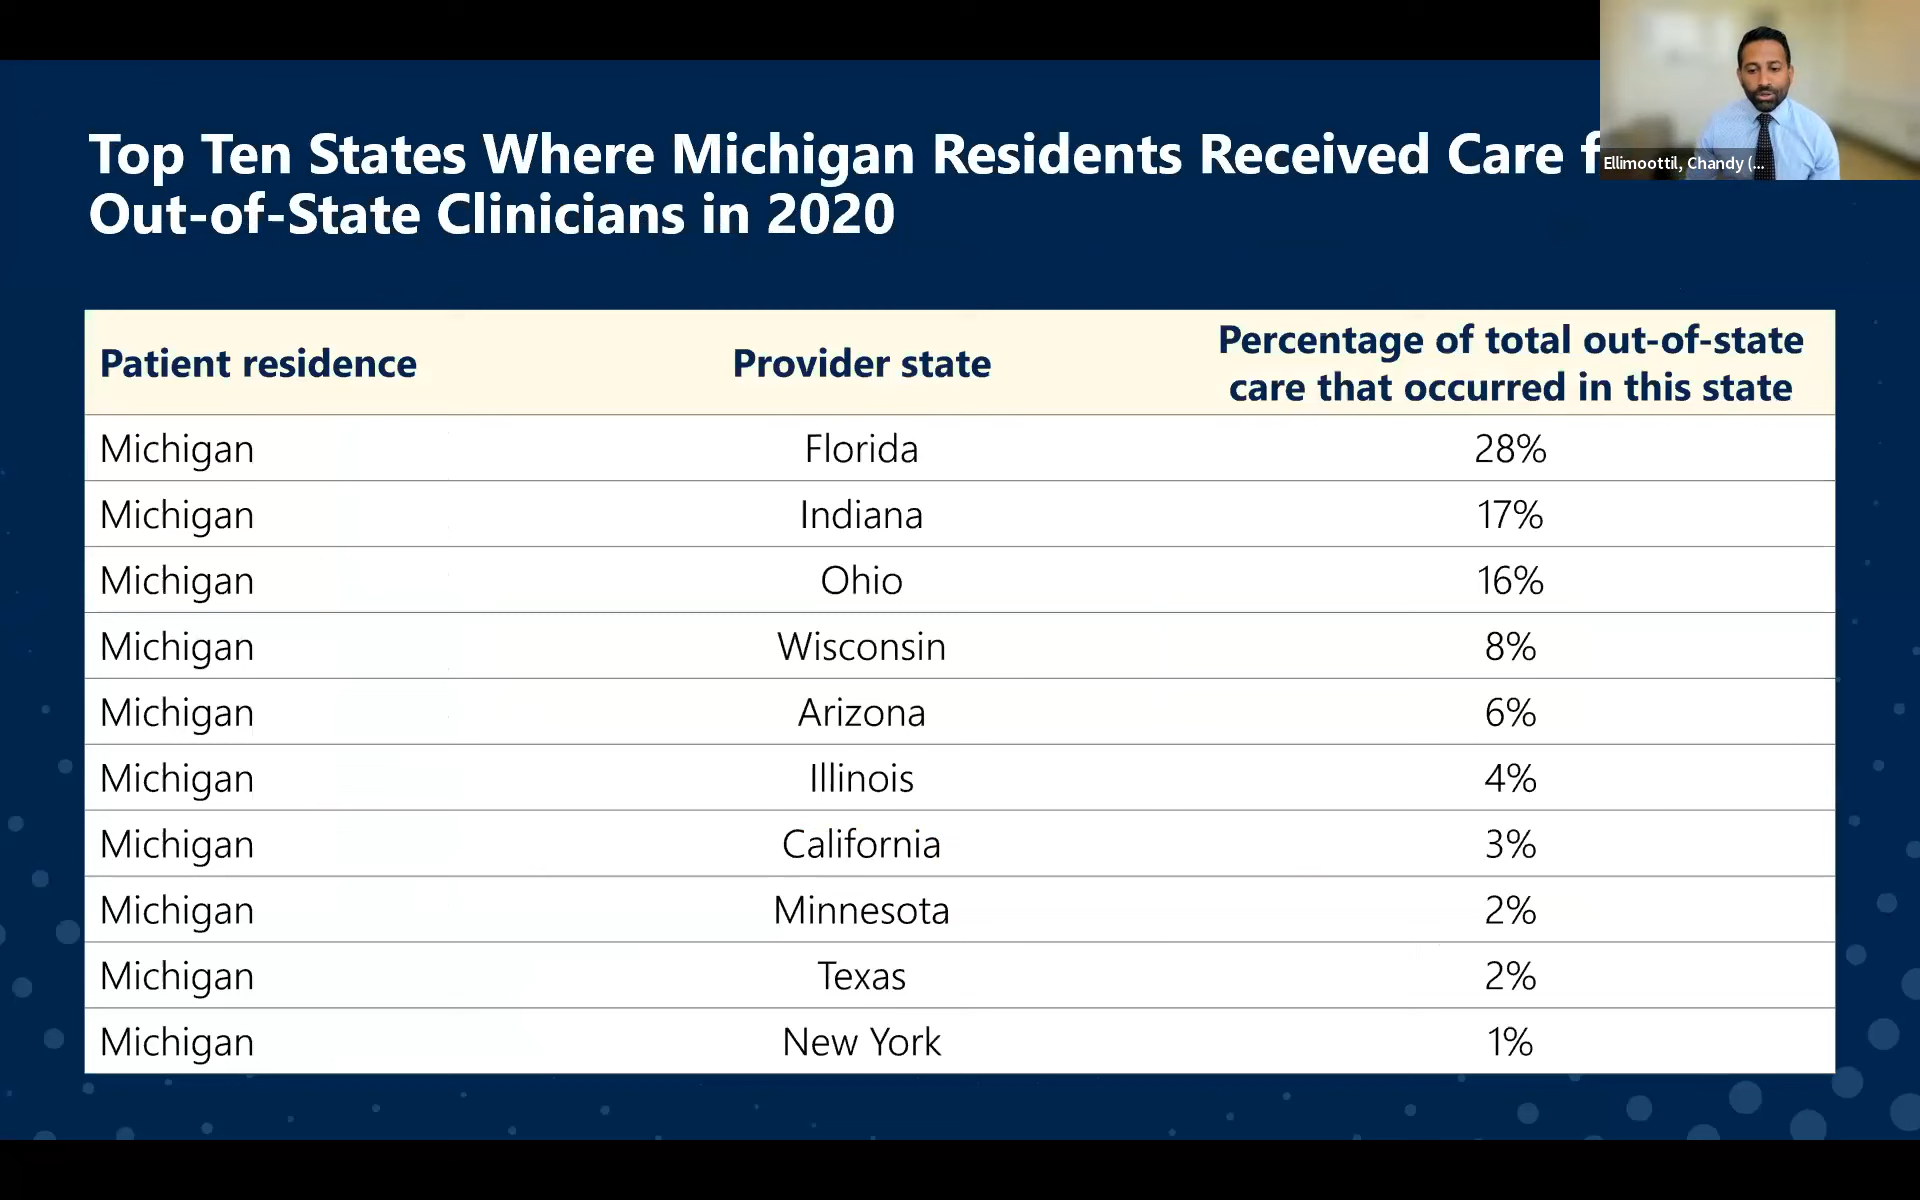 Top Ten States Where Michigan Residents Received Care f
Out-of-State Clinicians in 2020
Ellimoottil, Chandy (...
Patient residence Provider state Percentage of total out-of-state care that occurred in this state
Michigan Florida 28%
Michigan Indiana 17%
Michigan Ohio 16%
Michigan Wisconsin 8%
Michigan Arizona 6%
Michigan Illinois 4%
Michigan California 3%
Michigan Minnesota 2%
Michigan Texas 2%
Michigan New York 1%